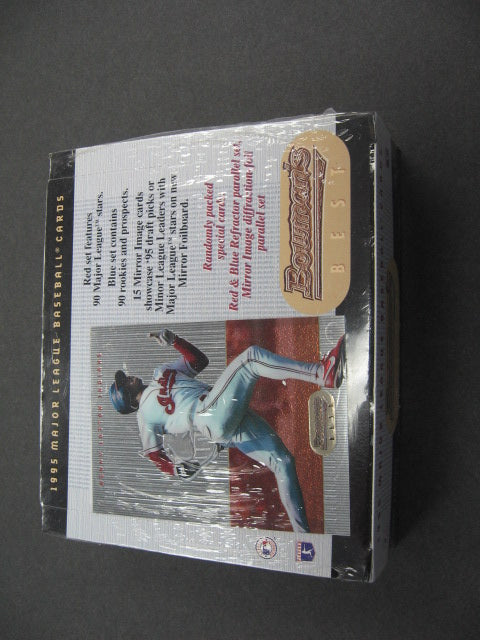 1995 MAJOR LEAGUE BASEBALL® CARDS
Red set features
90 Major League™ stars.
Blue set contains
90 rookies and prospects.
15 Mirror Image cards
showcase '95 draft picks or
Minor League Leaders with
Major League™ stars on new
Mirror Foilboard.
Randomly packed
special cards:
Red & Blue Refractor parallel set,
Mirror Image diffraction-foil
parallel set
Bowman's
BEST
Indians